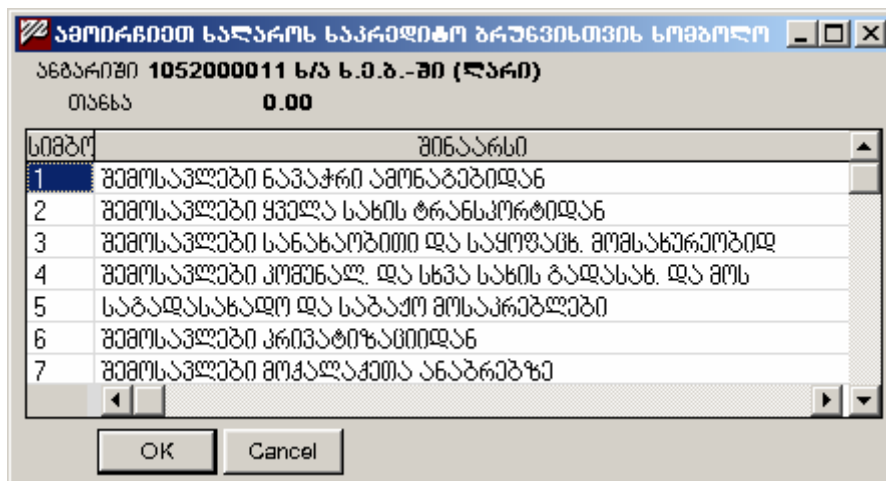 ამოირჩიეთ სალაროს საკრედიტო ბრუნვისთვის სიმბოლო
ანგარიში 1052000011 ს/ა ს.ე.ბ.-ში (ლარი)
თანხა 0.00
სიმბო შინაარსი
1 შემოსავლები ნავაჭრი ამონაგებიდან
2 შემოსავლები ყველა სახის ტრანსპორტიდან
3 შემოსავლები სანახაობითი და საყოფაცხ. მომსახურეობიდ
4 შემოსავლები კომუნალ. და სხვა სახის გადასახ. და მოს
5 საგადასახადო და საბაჟო მოსაკრებლები
6 შემოსავლები პრივატიზაციიდან
7 შემოსავლები მოქალაქეთა ანაბრებზე
OK Cancel